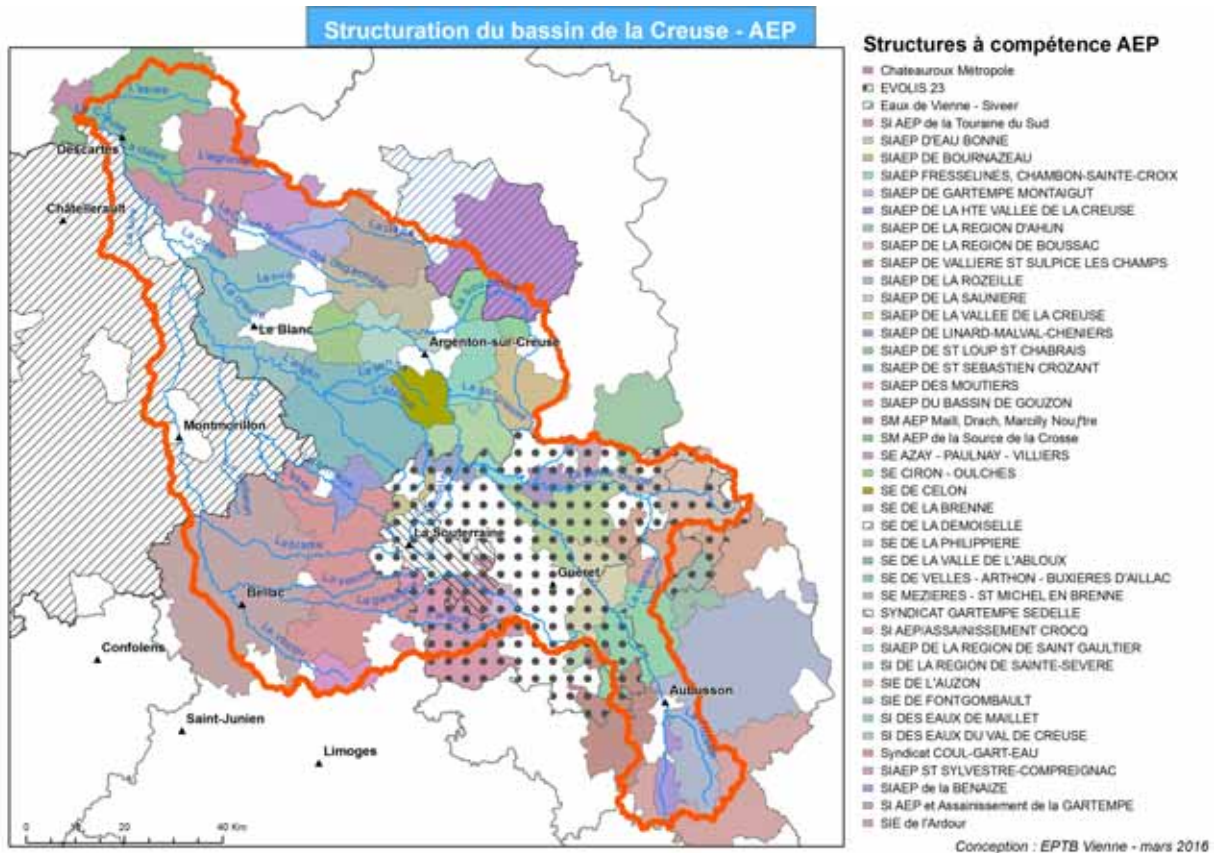 Structuration du bassin de la Creuse - AEP
Structures à compétence AEP
Chateauroux Métropole
EVOLIS 23
Eaux de Vienne - Siveer
SI AEP de la Touraine du Sud
SIAEP D'EAU BONNE
SIAEP DE BOURNAZEAU
SIAEP FRESSELINES, CHAMBON-SAINTE-CROIX
SIAEP DE GARTEMPE MONTAIGUT
SIAEP DE LA HTE VALLEE DE LA CREUSE
SIAEP DE LA REGION D'AHUN
SIAEP DE LA REGION DE BOUSSAC
SIAEP DE VALLIERE ST SULPICE LES CHAMPS
SIAEP DE LA ROZEILLE
SIAEP DE LA SAUNIERE
SIAEP DE LA VALLEE DE LA CREUSE
SIAEP DE LINARD-MALVAL-CHENIERS
SIAEP DE ST LOUP ST CHABRAIS
SIAEP DE ST SEBASTIEN CROZANT
SIAEP DES MOUTIERS
SIAEP DU BASSIN DE GOUZON
SM AEP Maill, Drach, Marcilly Nouƒtre
SM AEP de la Source de la Crosse
SE AZAY - PAULNAY - VILLIERS
SE CIRON - OULCHES
SE DE CELON
SE DE LA BRENNE
SE DE LA DEMOISELLE
SE DE LA PHILIPPIERE
SE DE LA VALLE DE L'ABLOUX
SE DE VELLES - ARTHON - BUXIERES D'AILLAC
SE MEZIERES - ST MICHEL EN BRENNE
SYNDICAT GARTEMPE SEDELLE
SI AEP/ASSAINISSEMENT CROCQ
SIAEP DE LA REGION DE SAINT GAULTIER
SI DE LA REGION DE SAINTE-SEVERE
SIE DE L'AUZON
SIE DE FONTGOMBAULT
SI DES EAUX DE MAILLET
SI DES EAUX DU VAL DE CREUSE
Syndicat COUL-GART-EAU
SIAEP ST SYLVESTRE-COMPREIGNAC
SIAEP de la BENAIZE
SI AEP et Assainissement de la GARTEMPE
SIE de l'Ardour
Descartes
Châtellerault
La creuse
Le Blanc
Argenton-sur-Creuse
L'anglin
Montmorillon
La Souterraine
La brame
Guéret
Bellac
Confolens
Aubusson
Saint-Junien
Limoges
0 10 20 40 Km
Conception : EPTB Vienne - mars 2016